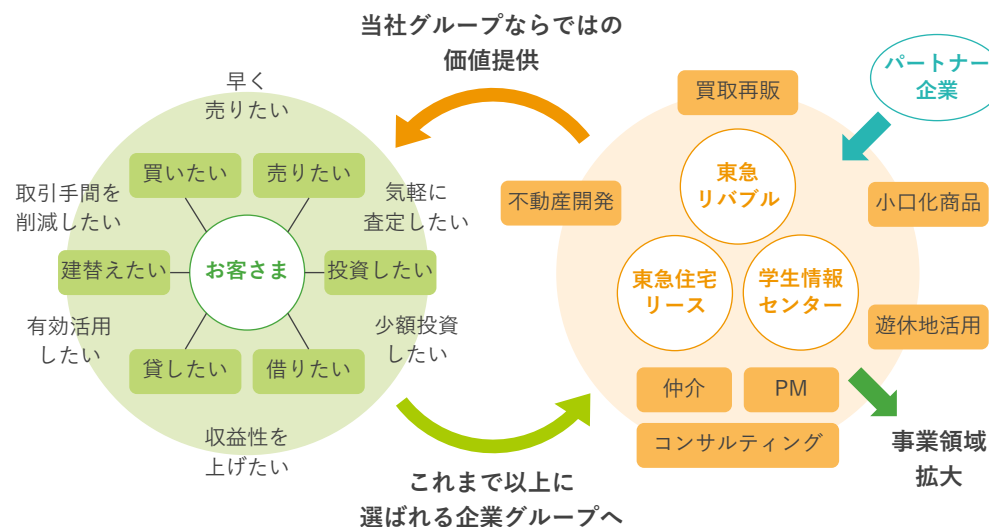 当社グループならではの
価値提供
早く
売りたい
買いたい
売りたい
取引手間を
削減したい
気軽に
査定したい
建替えたい
お客さま
投資したい
有効活用
したい
少額投資
したい
貸したい
借りたい
収益性を
上げたい
パートナー
企業
買取再販
東急
リバブル
不動産開発
小口化商品
東急住宅
リース
学生情報
センター
遊休地活用
仲介
PM
コンサルティング
事業領域
拡大
これまで以上に
選ばれる企業グループへ